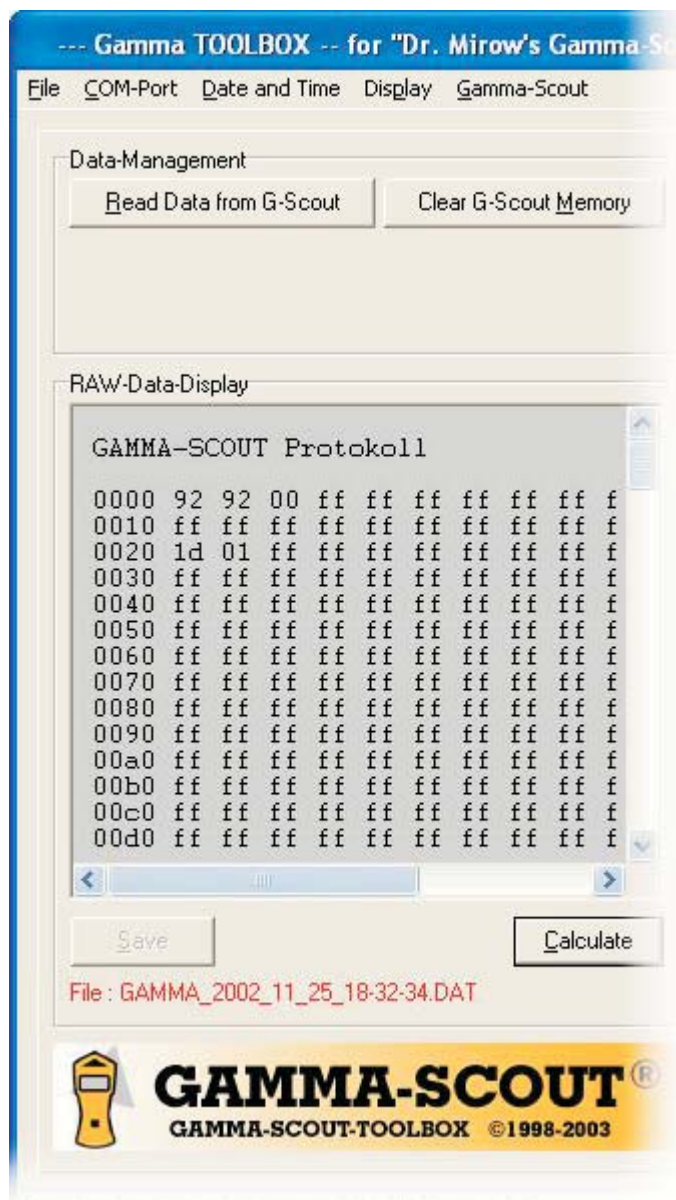 --- Gamma TOOLBOX -- for "Dr. Mirow's Gamma-Sc
File COM-Port Date and Time Display Gamma-Scout
Data-Management
Read Data from G-Scout Clear G-Scout Memory
RAW-Data-Display
GAMMA-SCOUT Protokoll
0000 92 92 00 ff ff ff ff ff ff f
0010 ff ff ff ff ff ff ff ff ff f
0020 1d 01 ff ff ff ff ff ff ff f
0030 ff ff ff ff ff ff ff ff ff f
0040 ff ff ff ff ff ff ff ff ff f
0050 ff ff ff ff ff ff ff ff ff f
0060 ff ff ff ff ff ff ff ff ff f
0070 ff ff ff ff ff ff ff ff ff f
0080 ff ff ff ff ff ff ff ff ff f
0090 ff ff ff ff ff ff ff ff ff f
00a0 ff ff ff ff ff ff ff ff ff f
00b0 ff ff ff ff ff ff ff ff ff f
00c0 ff ff ff ff ff ff ff ff ff f
00d0 ff ff ff ff ff ff ff ff ff f
Save Calculate
File : GAMMA_2002_11_25_18-32-34.DAT
GAMMA-SCOUT®
GAMMA-SCOUT-TOOLBOX ©1998-2003